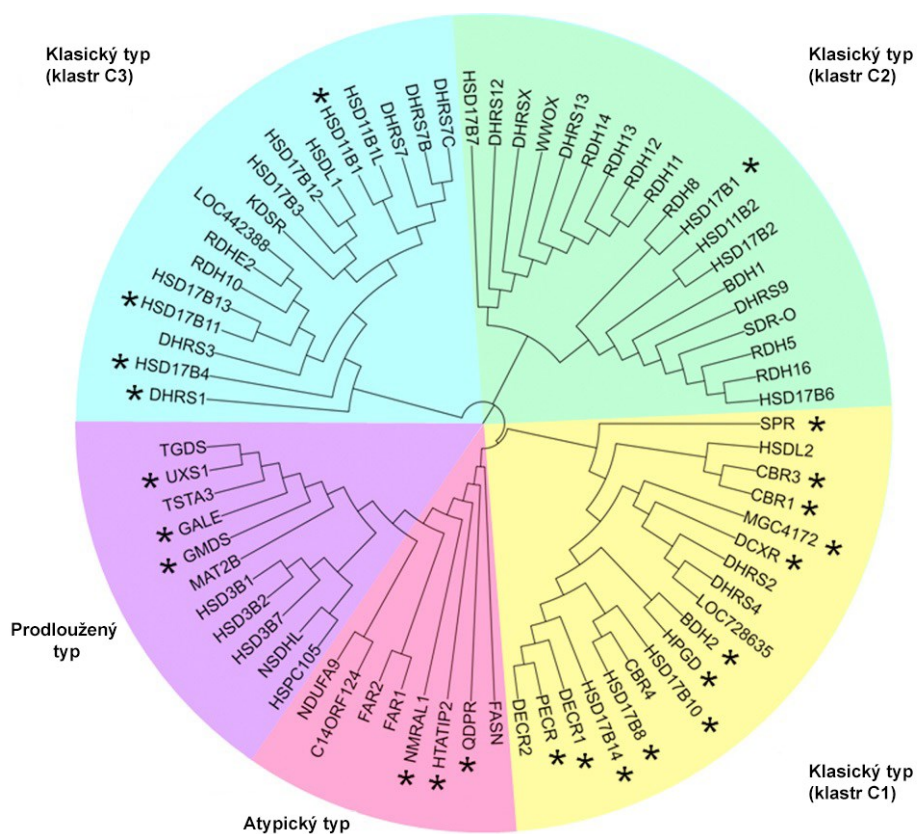 Klasický typ
(klastr C3)
Klasický typ
(klastr C2)
HSD17B7
DHRS12
DHRSX
WWOX
DHRS13
RDH14
RDH13
RDH12
RDH11
RDH8
HSD17B1 *
HSD11B2
HSD17B2
BDH1
DHRS9
SDR-O
RDH5
RDH16
HSD17B6
SPR *
HSDL2
CBR3 *
CBR1 *
MGC4172 *
DCXR *
DHRS2
DHRS4
LOC728635
BDH2 *
HPGD *
HSD17B10 *
CBR4
HSD17B8 *
HSD17B14 *
DECR1 *
PECR *
DECR2
FASN
QDPR *
HTATIP2 *
NMRAL1 *
FAR1
FAR2
C14ORF124
NDUFA9
HSPC105
NSDHL
HSD3B7
HSD3B2
HSD3B1
MAT2B
* GMDS
* GALE
TSTA3
* UXS1
TGDS
* DHRS1
* HSD17B4
DHRS3
* HSD17B11
HSD17B13
RDH10
RDHE2
LOC442388
KDSR
HSD17B3
HSD17B12
HSDL1
* HSD11B1
HSD11B1L
DHRS7
DHRS7B
DHRS7C
Prodloužený
typ
Atypický typ
Klasický typ
(klastr C1)